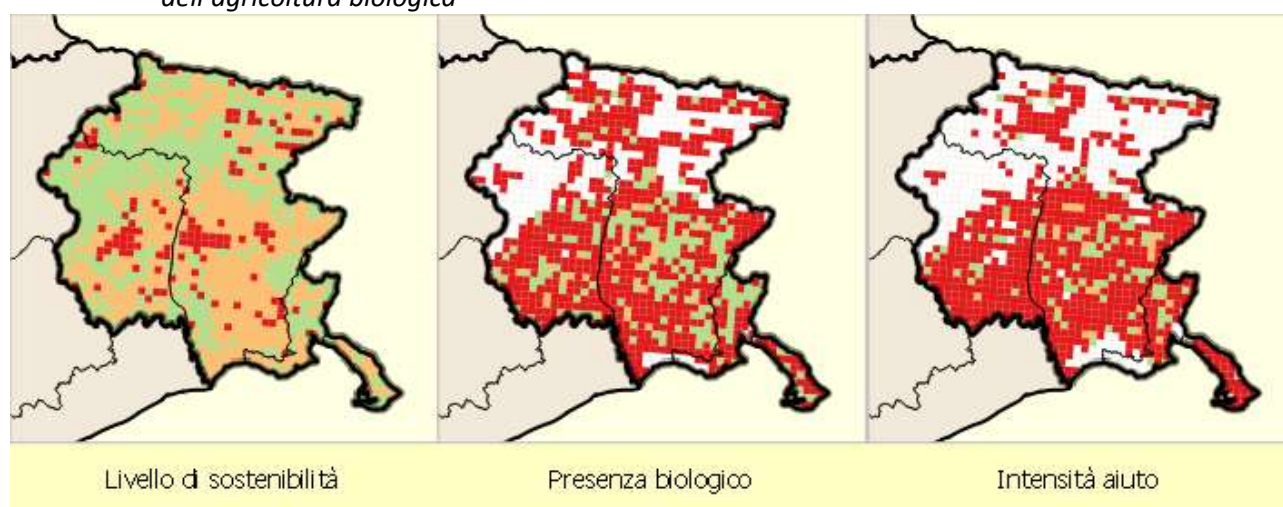 dell'agricoltura biologica
Livello di sostenibilità
Presenza biologico
Intensità aiuto